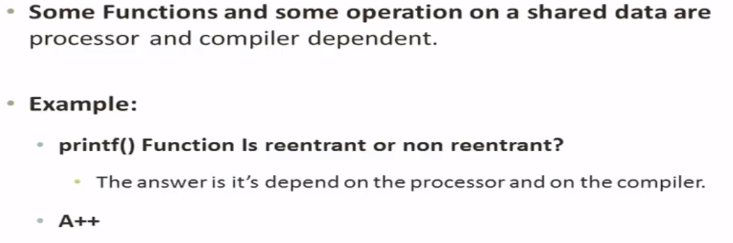 Some Functions and some operation on a shared data are
processor and compiler dependent.
Example:
printf() Function Is reentrant or non reentrant?
The answer is it's depend on the processor and on the compiler.
A++